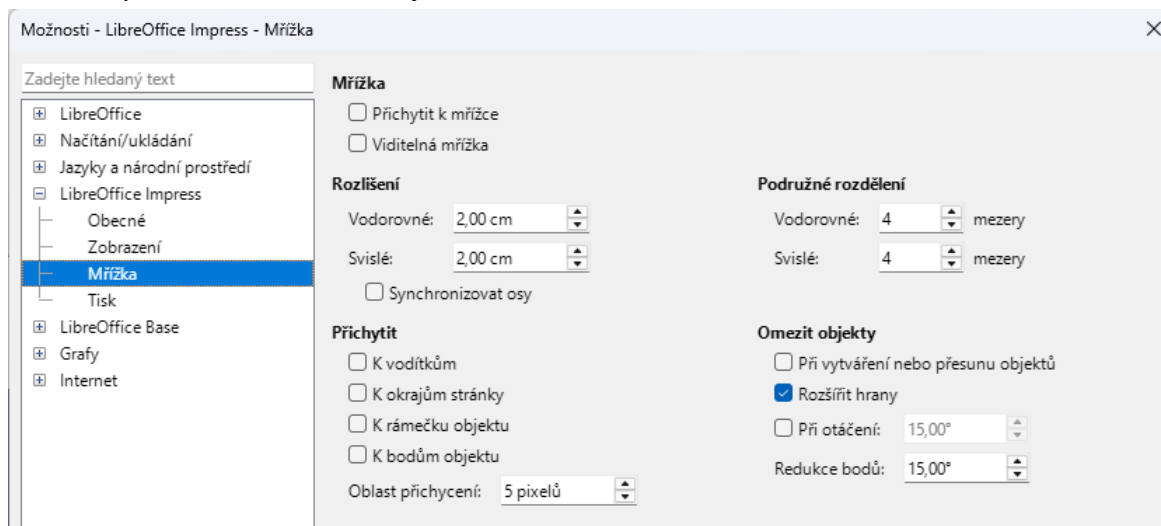 Možnosti - LibreOffice Impress - Mřížka
Zadejte hledaný text
LibreOffice
Načítání/ukládání
Jazyky a národní prostředí
LibreOffice Impress
Obecné
Zobrazení
Mřížka
Tisk
LibreOffice Base
Grafy
Internet
Mřížka
Přichytit k mřížce
Viditelná mřížka
Rozlišení
Vodorovné: 2,00 cm
Svislé: 2,00 cm
Synchronizovat osy
Podružné rozdělení
Vodorovné: 4 mezery
Svislé: 4 mezery
Přichytit
K vodítkům
K okrajům stránky
K rámečku objektu
K bodům objektu
Oblast přichycení: 5 pixelů
Omezit objekty
Při vytváření nebo přesunu objektů
Rozšířit hrany
Při otáčení: 15,00°
Redukce bodů: 15,00°